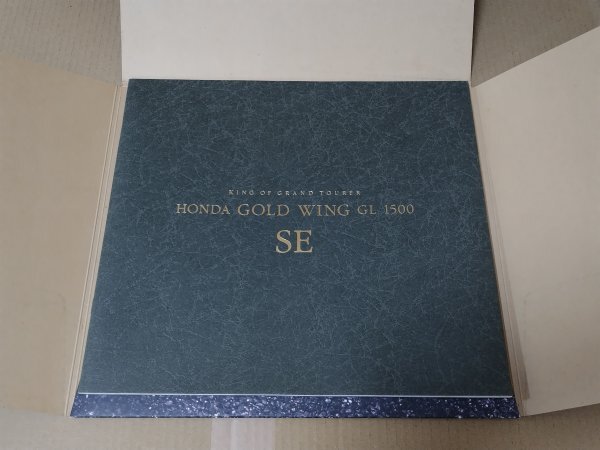 KING OF GRAND TOURER
HONDA GOLD WING GL 1500
SE